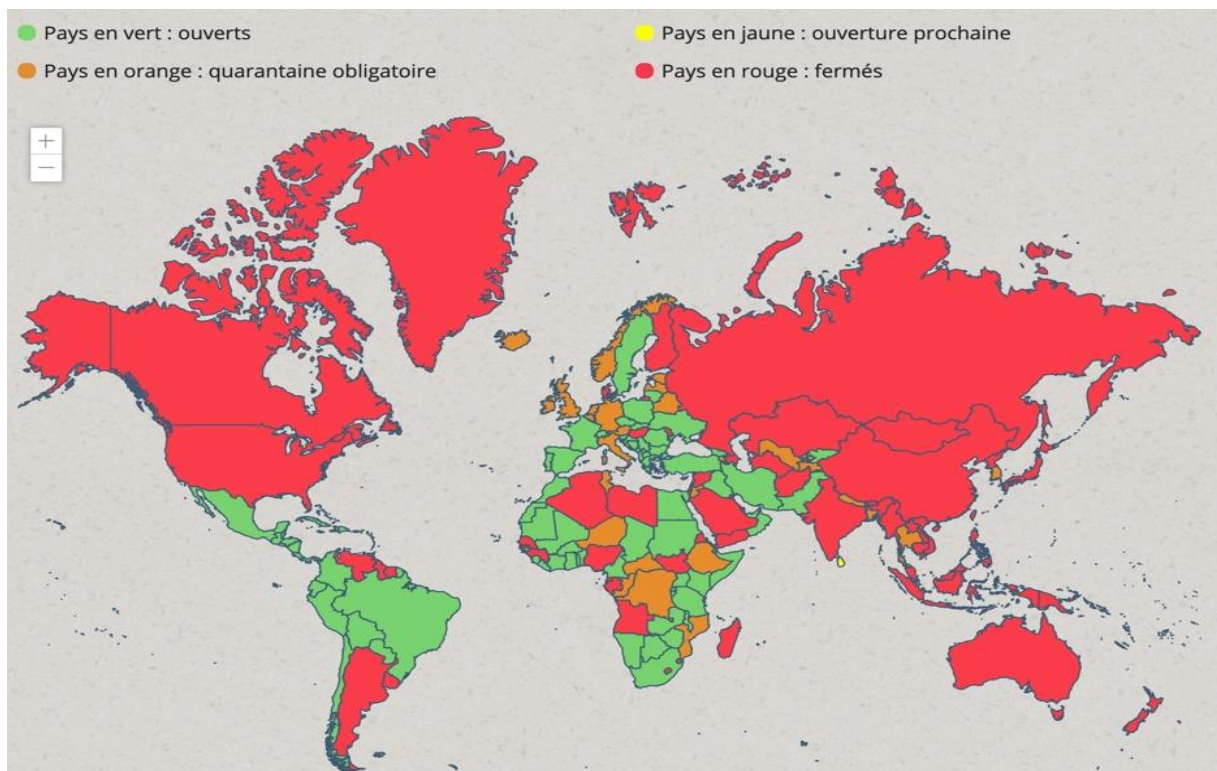 Pays en vert : ouverts
Pays en jaune : ouverture prochaine
Pays en orange : quarantaine obligatoire
Pays en rouge : fermés
+
−